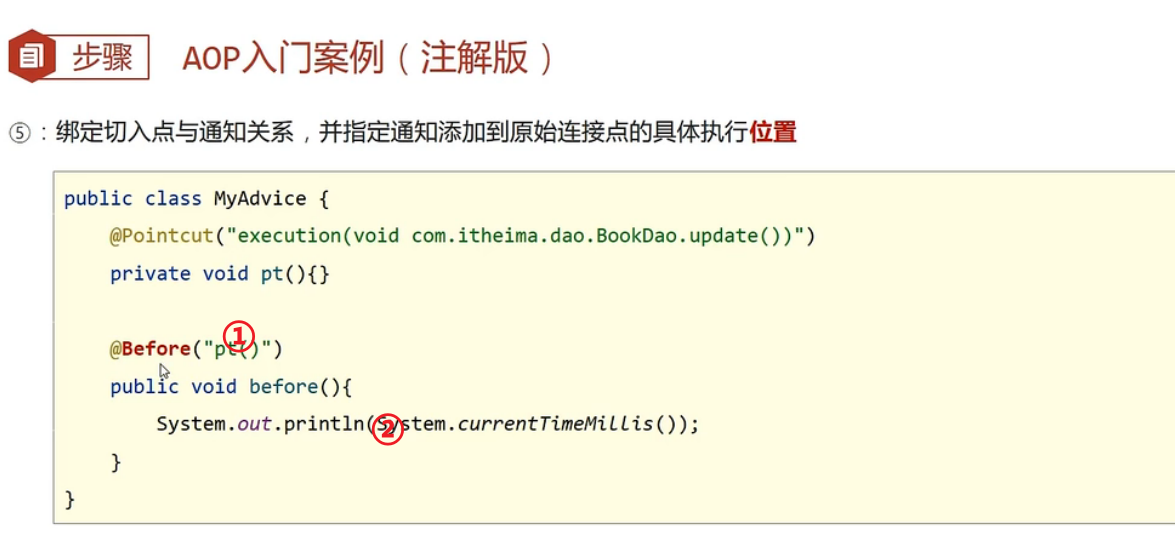 步骤 AOP入门案例（注解版）
⑤：绑定切入点与通知关系，并指定通知添加到原始连接点的具体执行位置
public class MyAdvice {
@Pointcut("execution(void com.itheima.dao.BookDao.update())")
private void pt(){}
①
@Before("pt()")
public void before(){
System.out.println(System.currentTimeMillis());
②
}
}